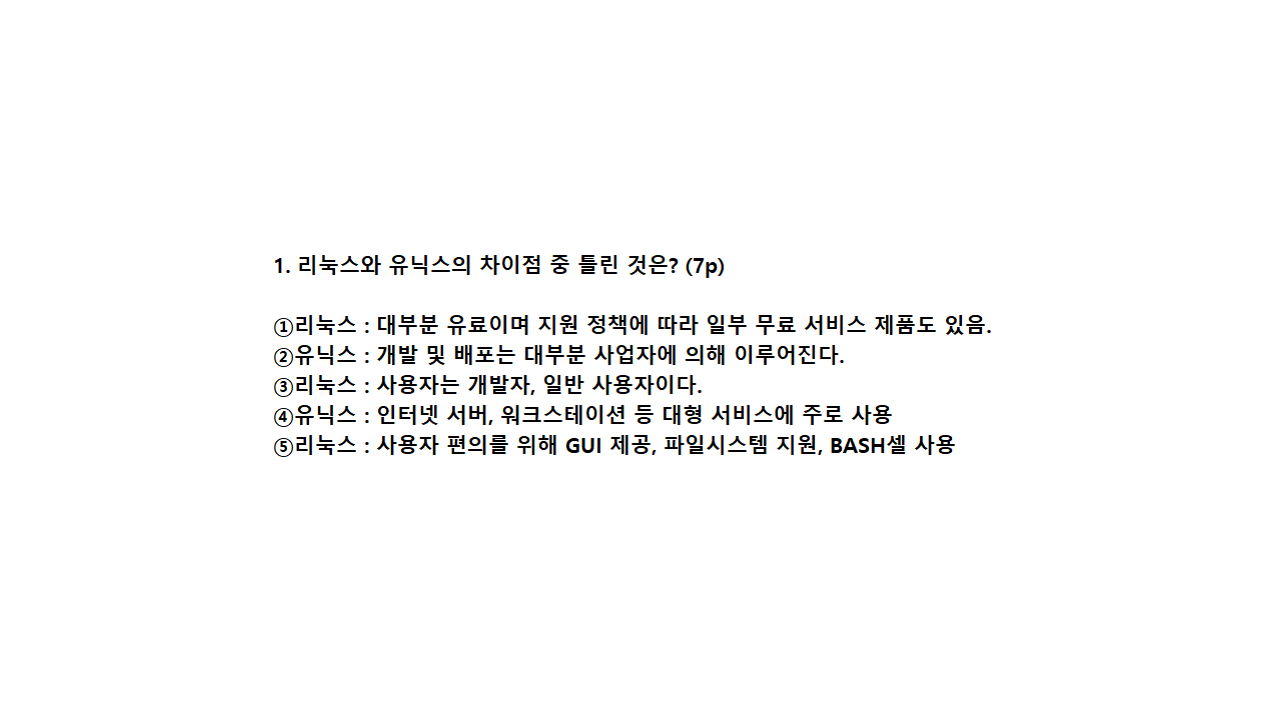 1. 리눅스와 유닉스의 차이점 중 틀린 것은? (7p)
①리눅스 : 대부분 유료이며 지원 정책에 따라 일부 무료 서비스 제품도 있음.
②유닉스 : 개발 및 배포는 대부분 사업자에 의해 이루어진다.
③리눅스 : 사용자는 개발자, 일반 사용자이다.
④유닉스 : 인터넷 서버, 워크스테이션 등 대형 서비스에 주로 사용
⑤리눅스 : 사용자 편의를 위해 GUI 제공, 파일시스템 지원, BASH셀 사용